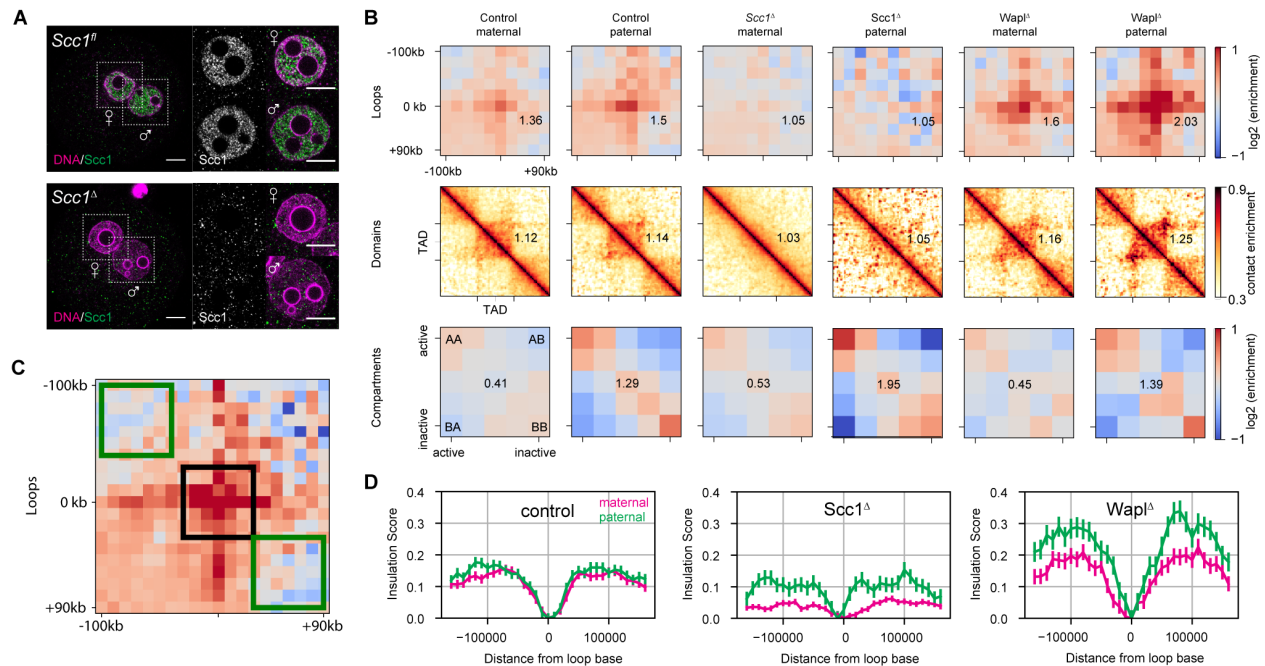 A
Scc1fl
♀
♂
DNA/Scc1
Scc1
♀
♂
Scc1Δ
♀
♂
DNA/Scc1
Scc1
♀
♂
B
Control maternal
Control paternal
Scc1Δ maternal
Scc1Δ paternal
WaplΔ maternal
WaplΔ paternal
Loops
-100kb
0 kb
+90kb
-100kb
+90kb
1.36
1.5
1.05
1.05
1.6
2.03
1
−1
log2 (enrichment)
Domains
TAD
TAD
1.12
1.14
1.03
1.05
1.16
1.25
0.9
0.3
contact enrichment
Compartments
active
inactive
AA
AB
BA
BB
active
inactive
0.41
1.29
0.53
1.95
0.45
1.39
1
−1
log2 (enrichment)
C
Loops
-100kb
0 kb
+90kb
-100kb
+90kb
D
Insulation Score
0.4
0.3
0.2
0.1
0.0
control
maternal
paternal
−100000
0
100000
Distance from loop base
Insulation Score
0.4
0.3
0.2
0.1
0.0
Scc1Δ
−100000
0
100000
Distance from loop base
Insulation Score
0.4
0.3
0.2
0.1
0.0
WaplΔ
−100000
0
100000
Distance from loop base